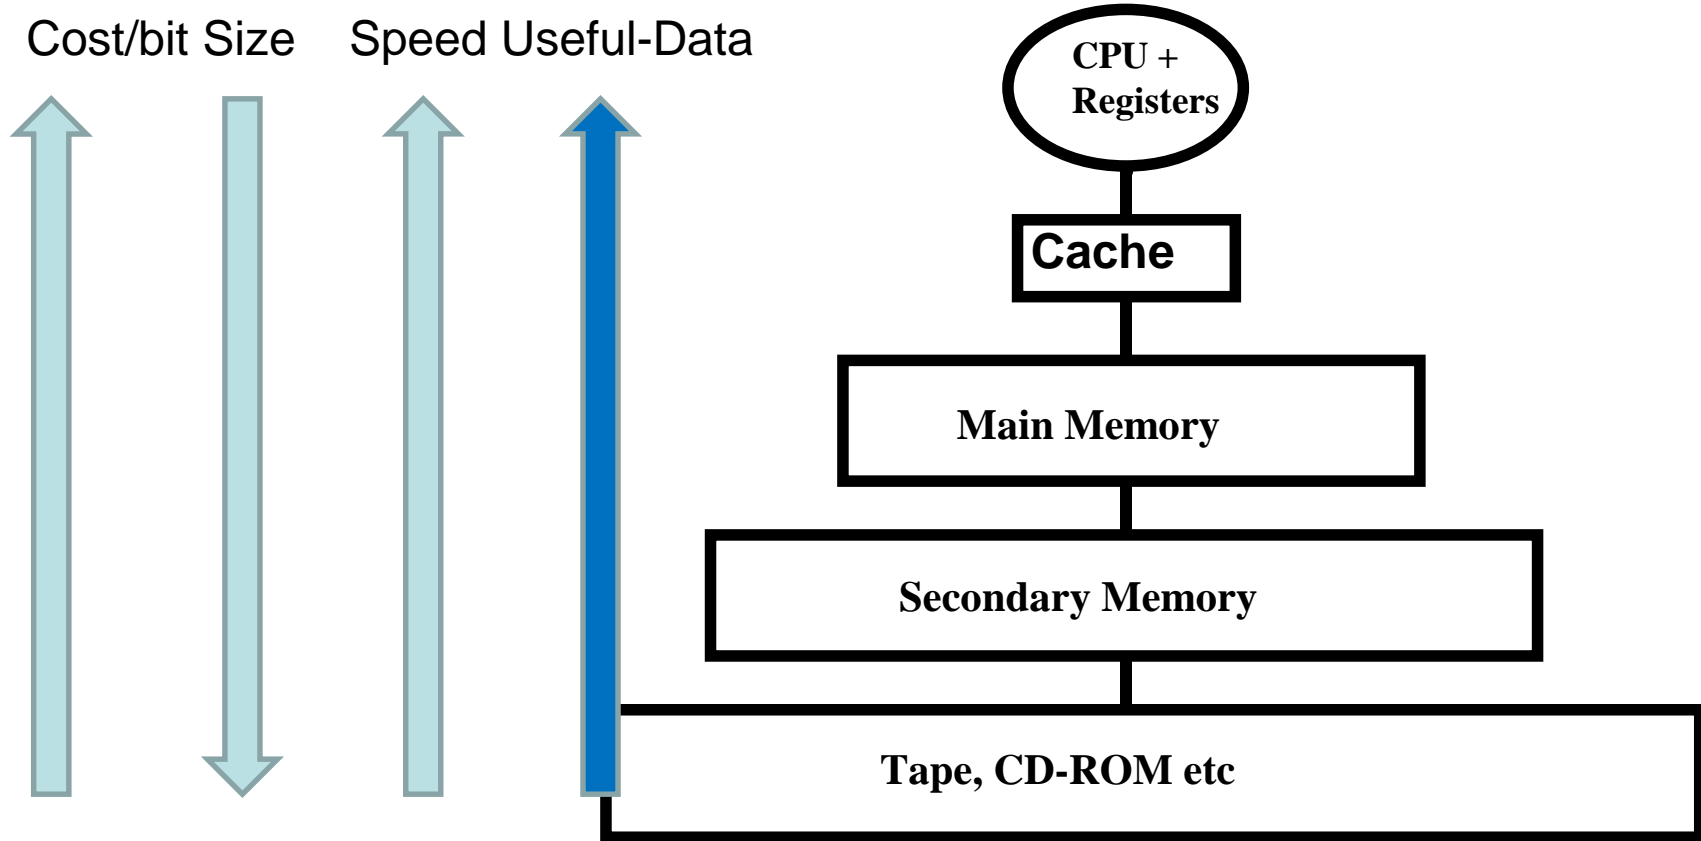 Cost/bit Size Speed Useful-Data
CPU +
Registers
Cache
Main Memory
Secondary Memory
Tape, CD-ROM etc